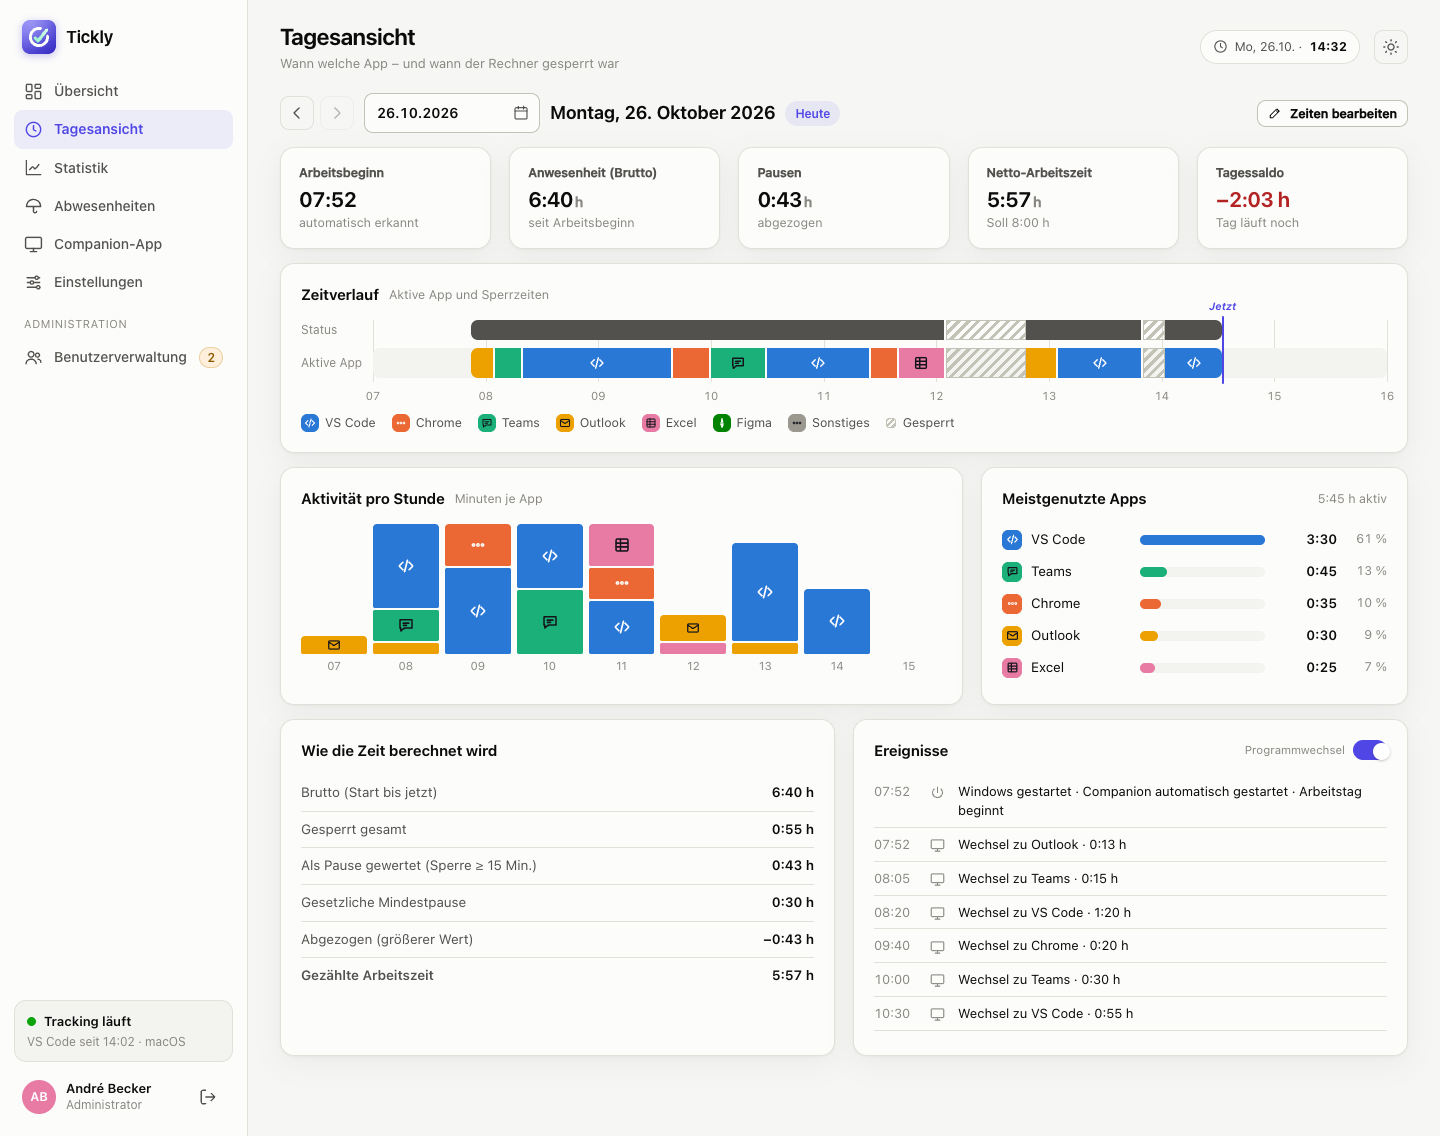 Tickly
Übersicht
Tagesansicht
Statistik
Abwesenheiten
Companion-App
Einstellungen
ADMINISTRATION
Benutzerverwaltung 2
Tracking läuft
VS Code seit 14:02 · macOS
AB
André Becker
Administrator
Tagesansicht
Wann welche App – und wann der Rechner gesperrt war
Mo, 26.10. · 14:32
26.10.2026
Montag, 26. Oktober 2026
Heute
Zeiten bearbeiten
Arbeitsbeginn
07:52
automatisch erkannt
Anwesenheit (Brutto)
6:40 h
seit Arbeitsbeginn
Pausen
0:43 h
abgezogen
Netto-Arbeitszeit
5:57 h
Soll 8:00 h
Tagessaldo
−2:03 h
Tag läuft noch
Zeitverlauf Aktive App und Sperrzeiten
Jetzt
Status
Aktive App
07 08 09 10 11 12 13 14 15 16
VS Code Chrome Teams Outlook Excel Figma Sonstiges Gesperrt
Aktivität pro Stunde Minuten je App
07 08 09 10 11 12 13 14 15
Meistgenutzte Apps 5:45 h aktiv
VS Code 3:30 61 %
Teams 0:45 13 %
Chrome 0:35 10 %
Outlook 0:30 9 %
Excel 0:25 7 %
Wie die Zeit berechnet wird
Brutto (Start bis jetzt) 6:40 h
Gesperrt gesamt 0:55 h
Als Pause gewertet (Sperre ≥ 15 Min.) 0:43 h
Gesetzliche Mindestpause 0:30 h
Abgezogen (größerer Wert) −0:43 h
Gezählte Arbeitszeit 5:57 h
Ereignisse Programmwechsel
07:52 Windows gestartet · Companion automatisch gestartet · Arbeitstag
beginnt
07:52 Wechsel zu Outlook · 0:13 h
08:05 Wechsel zu Teams · 0:15 h
08:20 Wechsel zu VS Code · 1:20 h
09:40 Wechsel zu Chrome · 0:20 h
10:00 Wechsel zu Teams · 0:30 h
10:30 Wechsel zu VS Code · 0:55 h